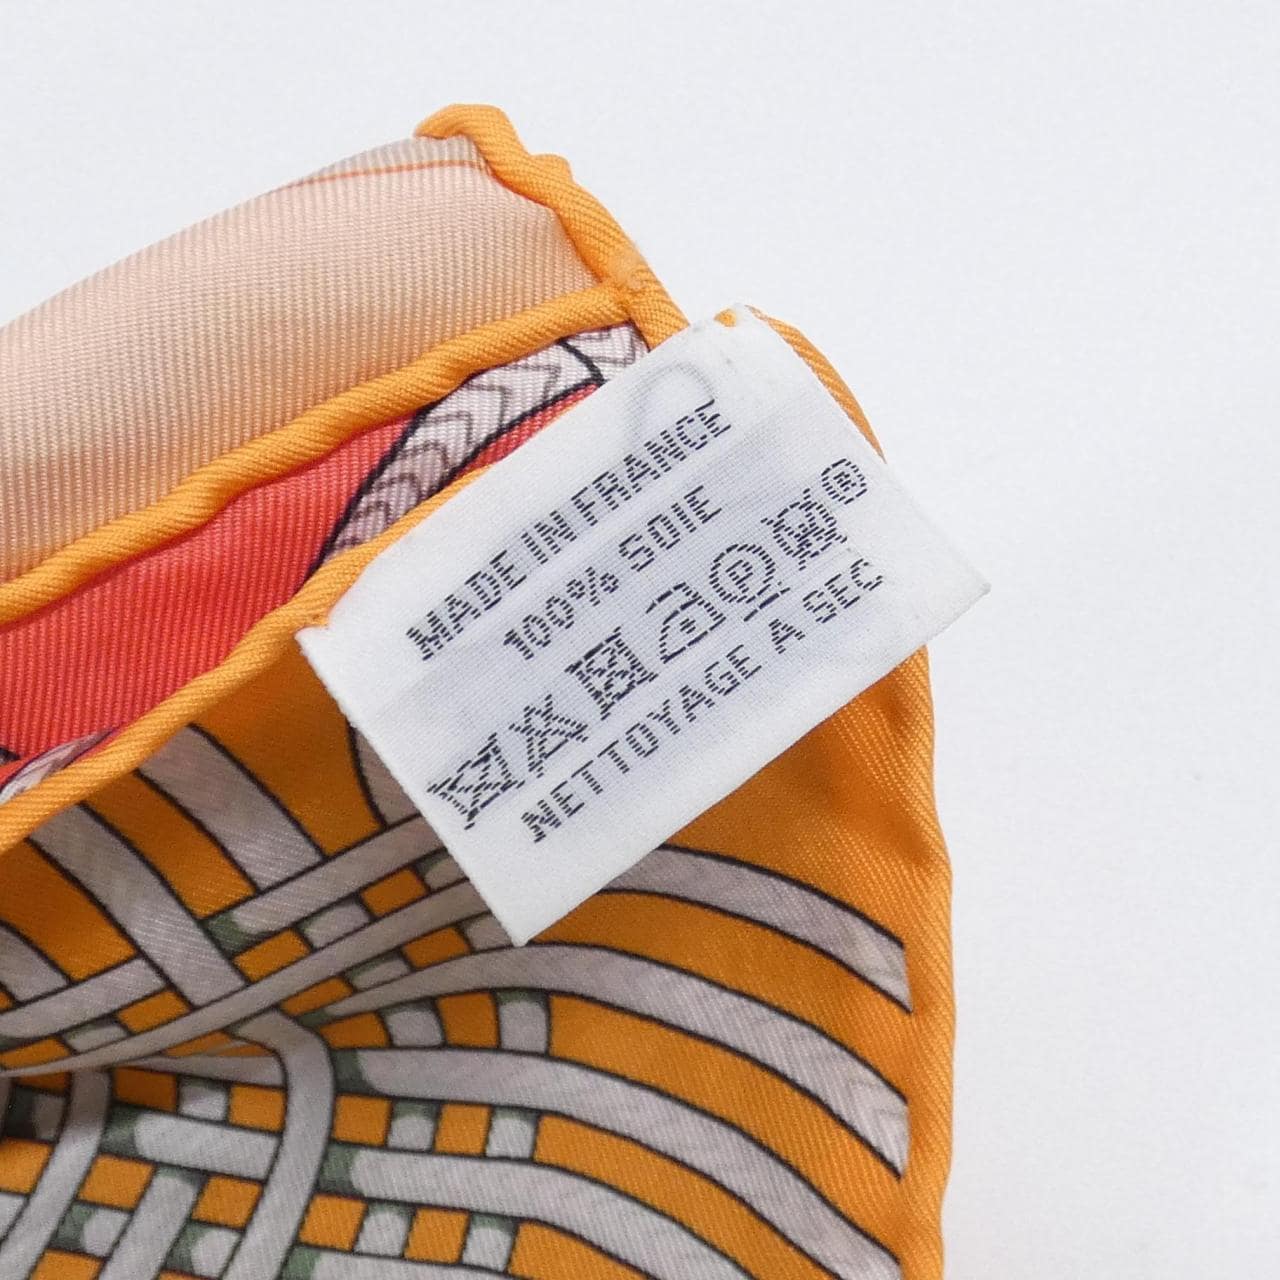 MADE IN FRANCE
100% SOIE
P ®
NETTOYAGE A SEC